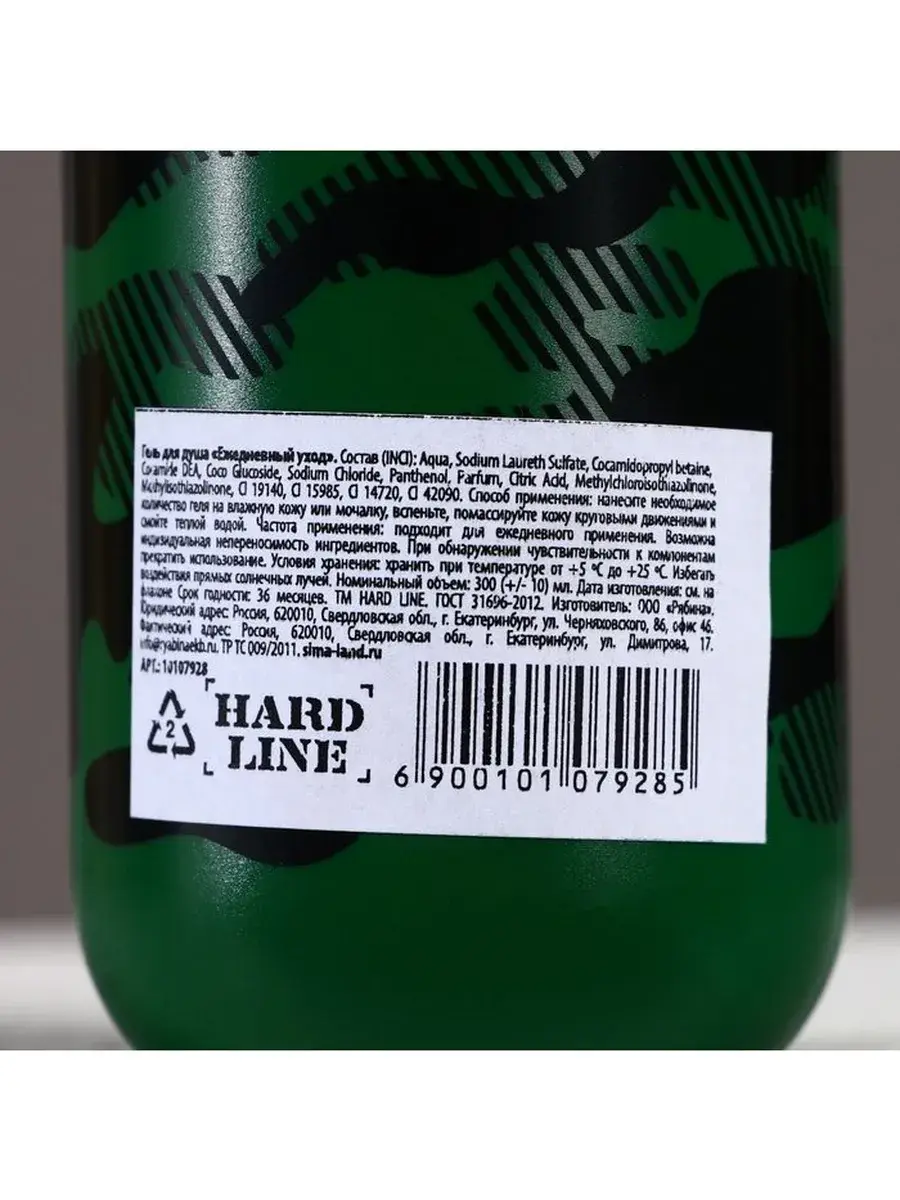 Гель для душа «Ежедневный уход». Состав (INCI): Aqua, Sodium Laureth Sulfate, Cocamidopropyl betaine,
Cocamide DEA, Coco Glucoside, Sodium Chloride, Panthenol, Parfum, Citric Acid, Methylchloroisothiazolinone,
Methylisothiazolinone, CI 19140, CI 15985, CI 14720, CI 42090. Способ применения: нанесите необходимое
количество геля на влажную кожу или мочалку, вспеньте, помассируйте кожу круговыми движениями и
смойте теплой водой. Частота применения: подходит для ежедневного применения. Возможна
индивидуальная непереносимость ингредиентов. При обнаружении чувствительности к компонентам
прекратить использование. Условия хранения: хранить при температуре от +5 °С до +25 °С. Избегать
воздействия прямых солнечных лучей. Номинальный объем: 300 (+/- 10) мл. Дата изготовления: см. на
флаконе Срок годности: 36 месяцев. ТМ HARD LINE. ГОСТ 31696-2012. Изготовитель: ООО «Рябина».
Юридический адрес: Россия, 620010, Свердловская обл., г. Екатеринбург, ул. Черняховского, 86, офис 46.
Фактический адрес: Россия, 620010, Свердловская обл., г. Екатеринбург, ул. Димитрова, 17.
info@ryabinaekb.ru. ТР ТС 009/2011. sima-land.ru
АРТ.: 10107928
2
HARD
LINE
6 900101 079285